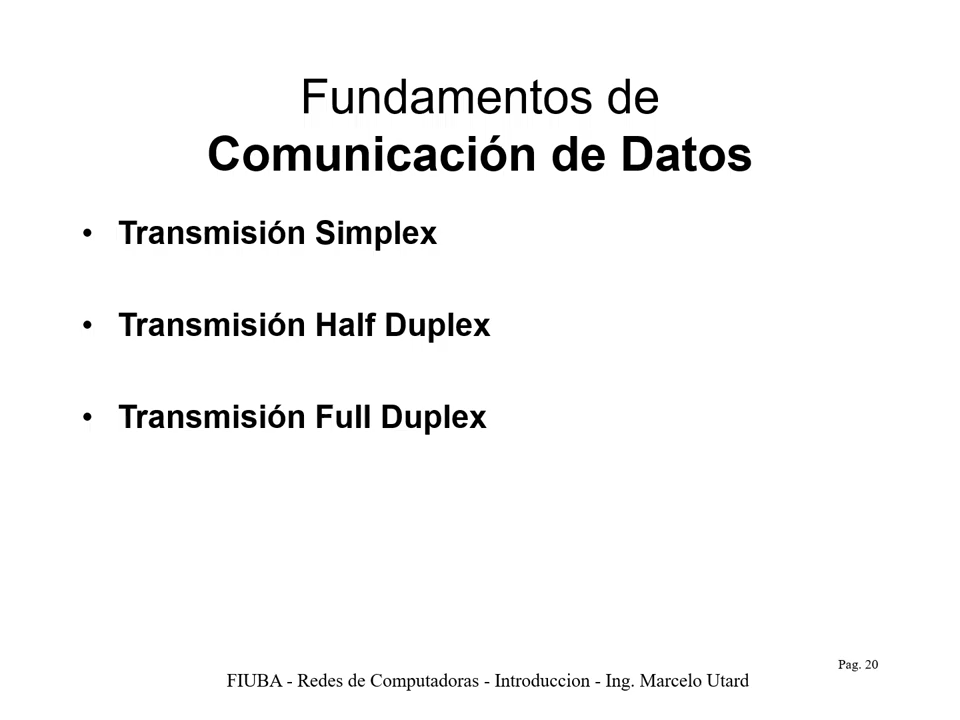 Fundamentos de
Comunicación de Datos
• Transmisión Simplex
• Transmisión Half Duplex
• Transmisión Full Duplex
Pag. 20
FIUBA - Redes de Computadoras - Introduccion - Ing. Marcelo Utard